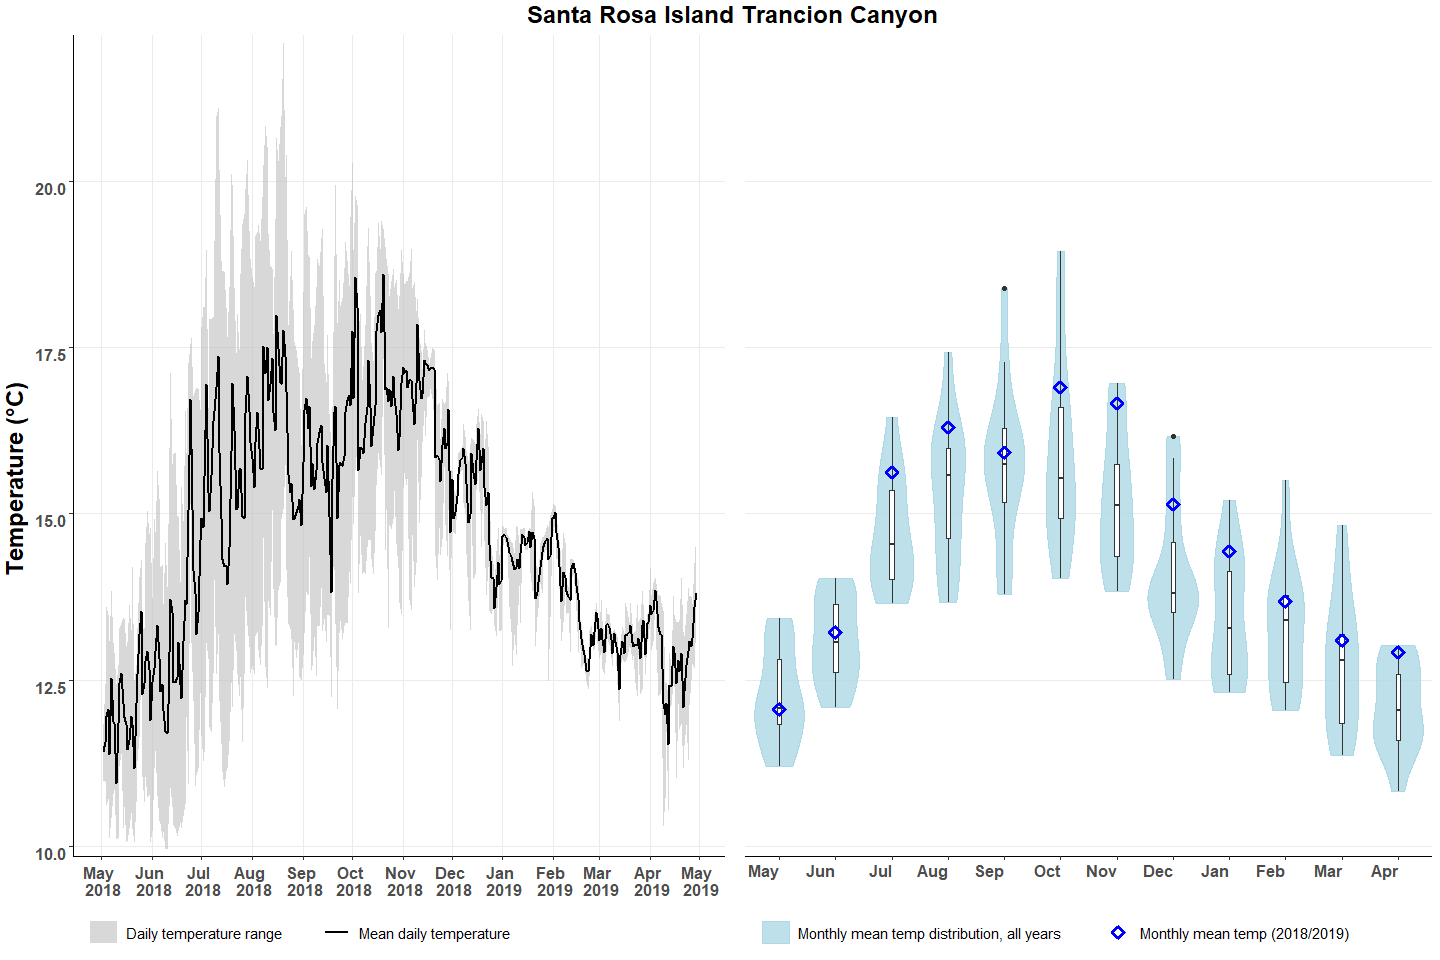 Santa Rosa Island Trancion Canyon
Temperature (°C)
20.0
17.5
15.0
12.5
10.0
May 2018
Jun 2018
Jul 2018
Aug 2018
Sep 2018
Oct 2018
Nov 2018
Dec 2018
Jan 2019
Feb 2019
Mar 2019
Apr 2019
May 2019
May Jun Jul Aug Sep Oct Nov Dec Jan Feb Mar Apr
Daily temperature range
Mean daily temperature
Monthly mean temp distribution, all years
Monthly mean temp (2018/2019)